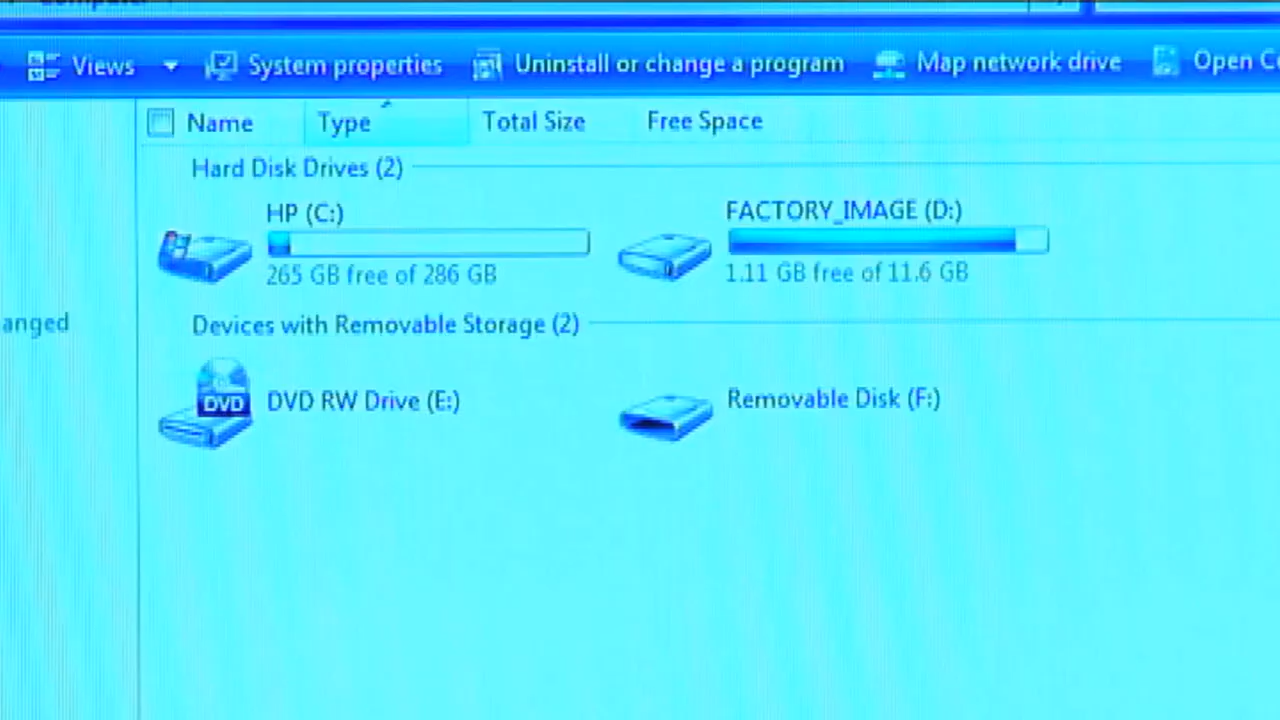 Views System properties Uninstall or change a program Map network drive Open
Name Type Total Size Free Space
Hard Disk Drives (2)
HP (C:) FACTORY_IMAGE (D:)
265 GB free of 286 GB 1.11 GB free of 11.6 GB
anged
Devices with Removable Storage (2)
DVD
DVD RW Drive (E:) Removable Disk (F:)